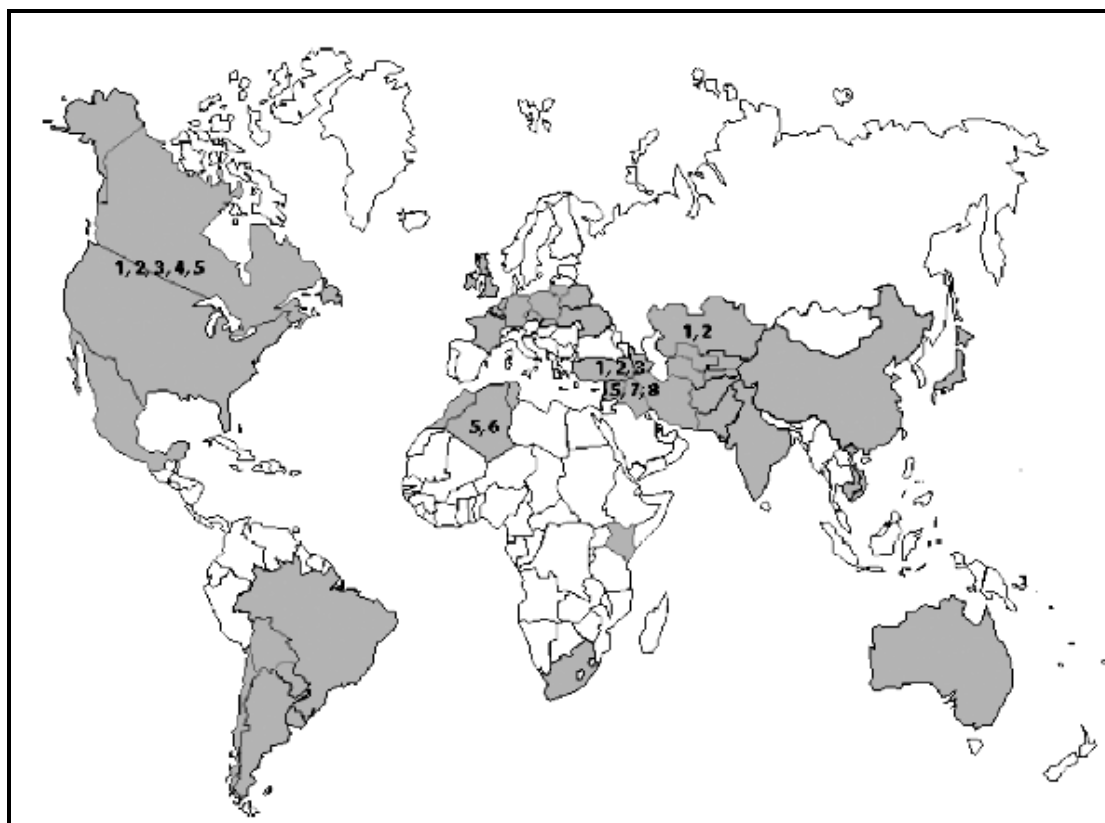 1, 2, 3, 4, 5
1, 2
1, 2, 3
5, 7, 8
5, 6